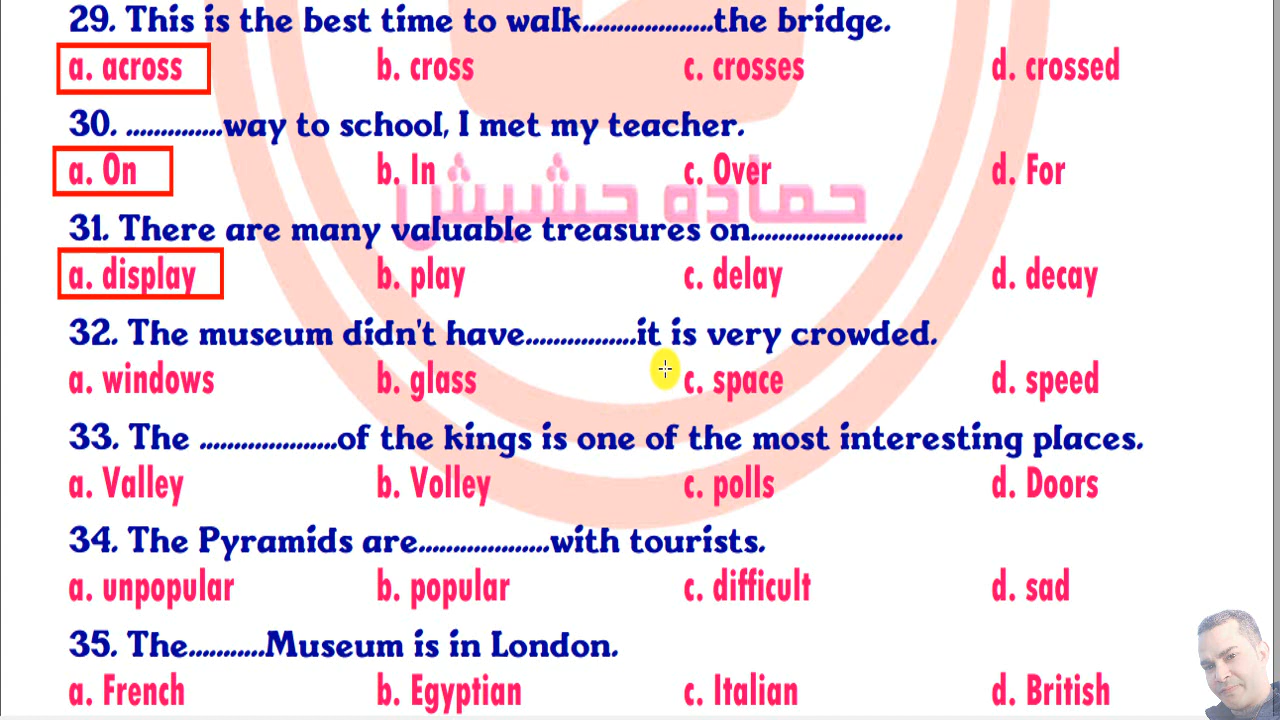 29. This is the best time to walk...................the bridge.
a. across b. cross c. crosses d. crossed
30. ..............way to school, I met my teacher.
a. On b. In c. Over d. For
حماده حشيش
31. There are many valuable treasures on......................
a. display b. play c. delay d. decay
32. The museum didn't have................it is very crowded.
a. windows b. glass c. space d. speed
33. The ....................of the kings is one of the most interesting places.
a. Valley b. Volley c. polls d. Doors
34. The Pyramids are...................with tourists.
a. unpopular b. popular c. difficult d. sad
35. The...........Museum is in London.
a. French b. Egyptian c. Italian d. British